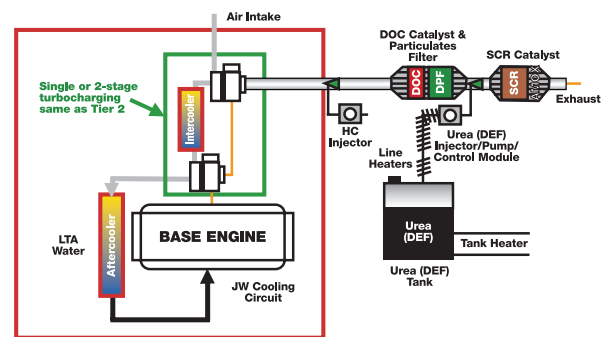 Air Intake
DOC Catalyst &
Particulates
Filter
SCR Catalyst
Single or 2-stage
turbocharging
same as Tier 2
Intercooler
DOC
DPF
SCR
AMOX
Exhaust
HC
Injector
Urea (DEF)
Injector/Pump/
Control Module
Line
Heaters
LTA
Water
Aftercooler
BASE ENGINE
JW Cooling
Circuit
Urea
(DEF)
Tank Heater
Urea (DEF)
Tank